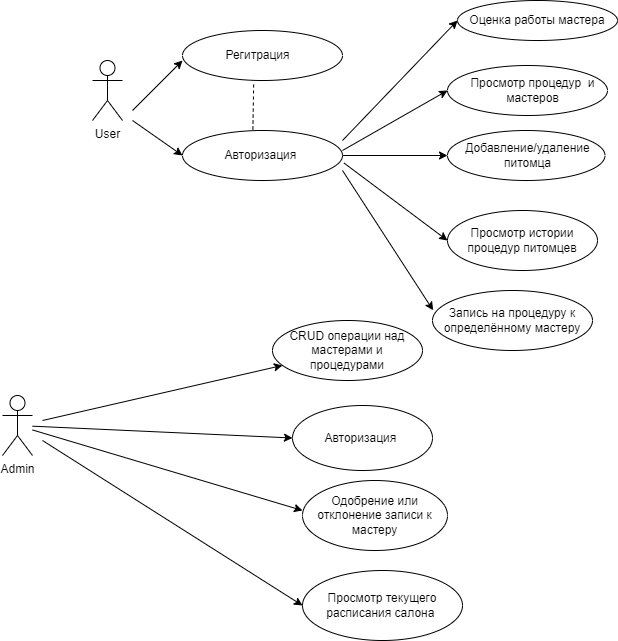 Оценка работы мастера
Регитрация
Просмотр процедур и
мастеров
User
Авторизация
Добавление/удаление
питомца
Просмотр истории
процедур питомцев
Запись на процедуру к
определённому мастеру
CRUD операции над
мастерами и
процедурами
Admin
Авторизация
Одобрение или
отклонение записи к
мастеру
Просмотр текущего
расписания салона